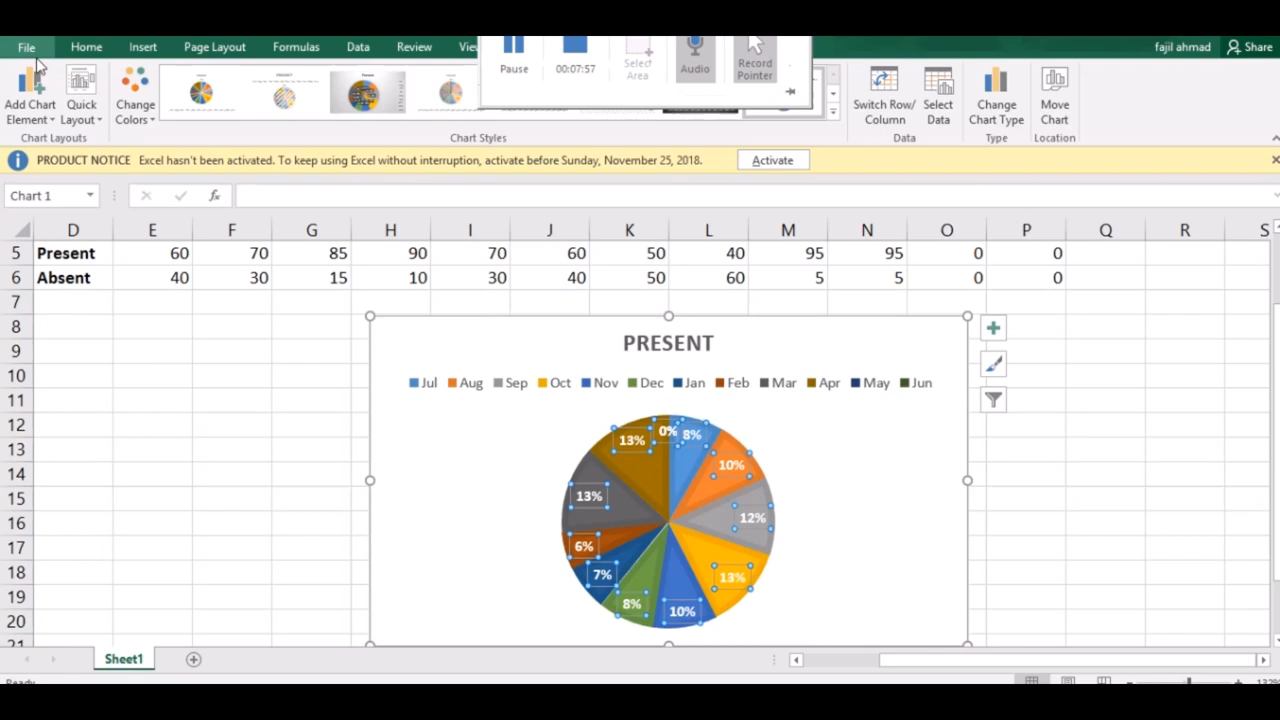 File Home Insert Page Layout Formulas Data Review fajil ahmad Share
Pause 00:07:57 Select Area Audio Record Pointer
Add Chart Element Quick Layout Change Colors Switch Row/ Column Select Data Change Chart Type Move Chart
Chart Layouts Chart Styles Data Type Location
PRODUCT NOTICE Excel hasn't been activated. To keep using Excel without interruption, activate before Sunday, November 25, 2018. Activate
Chart 1 fx
D E F G H I J K L M N O P Q R S
5 Present 60 70 85 90 70 60 50 40 95 95 0 0
6 Absent 40 30 15 10 30 40 50 60 5 5 0 0
7
8
PRESENT
9
10
Jul Aug Sep Oct Nov Dec Jan Feb Mar Apr May Jun
11
12
13% 0% 8%
13
10%
14
15
13%
12%
16
17
6%
18
7% 13%
19
8% 10%
20
21
Sheet1
Ready 132%